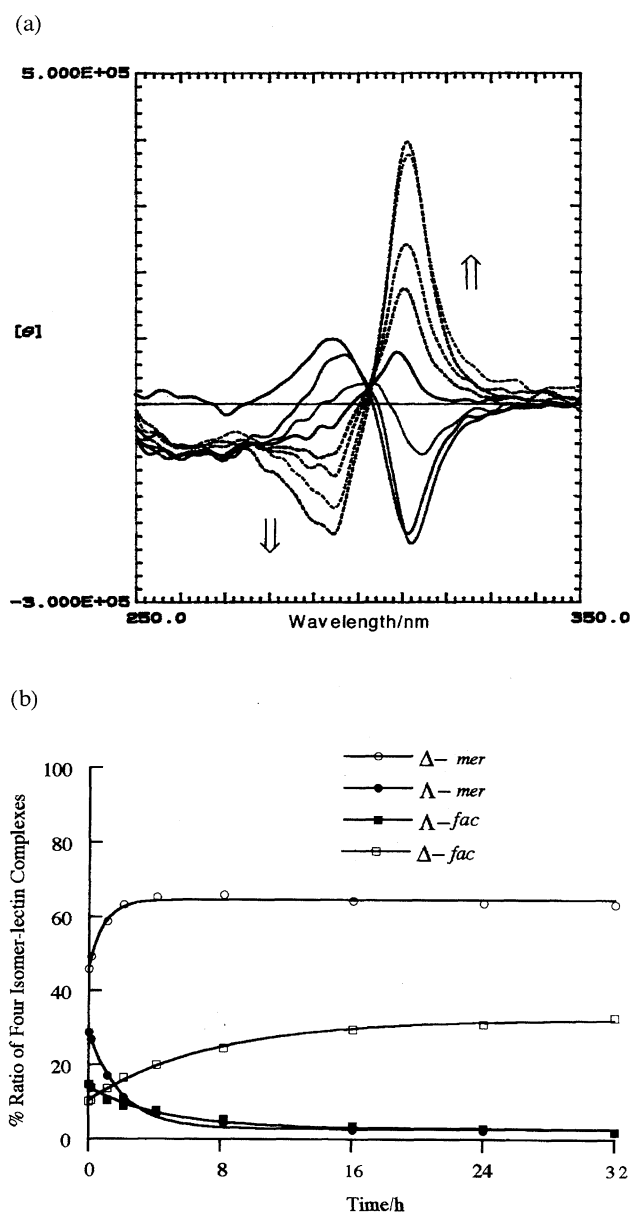 (a)
5.000E+05
[θ]
-3.000E+05
250.0
350.0
Wavelength/nm
(b)
Δ- mer
Λ- mer
Λ-fac
Δ-fac
% Ratio of Four Isomer-lectin Complexes
100
80
60
40
20
0
0
8
16
24
32
Time/h